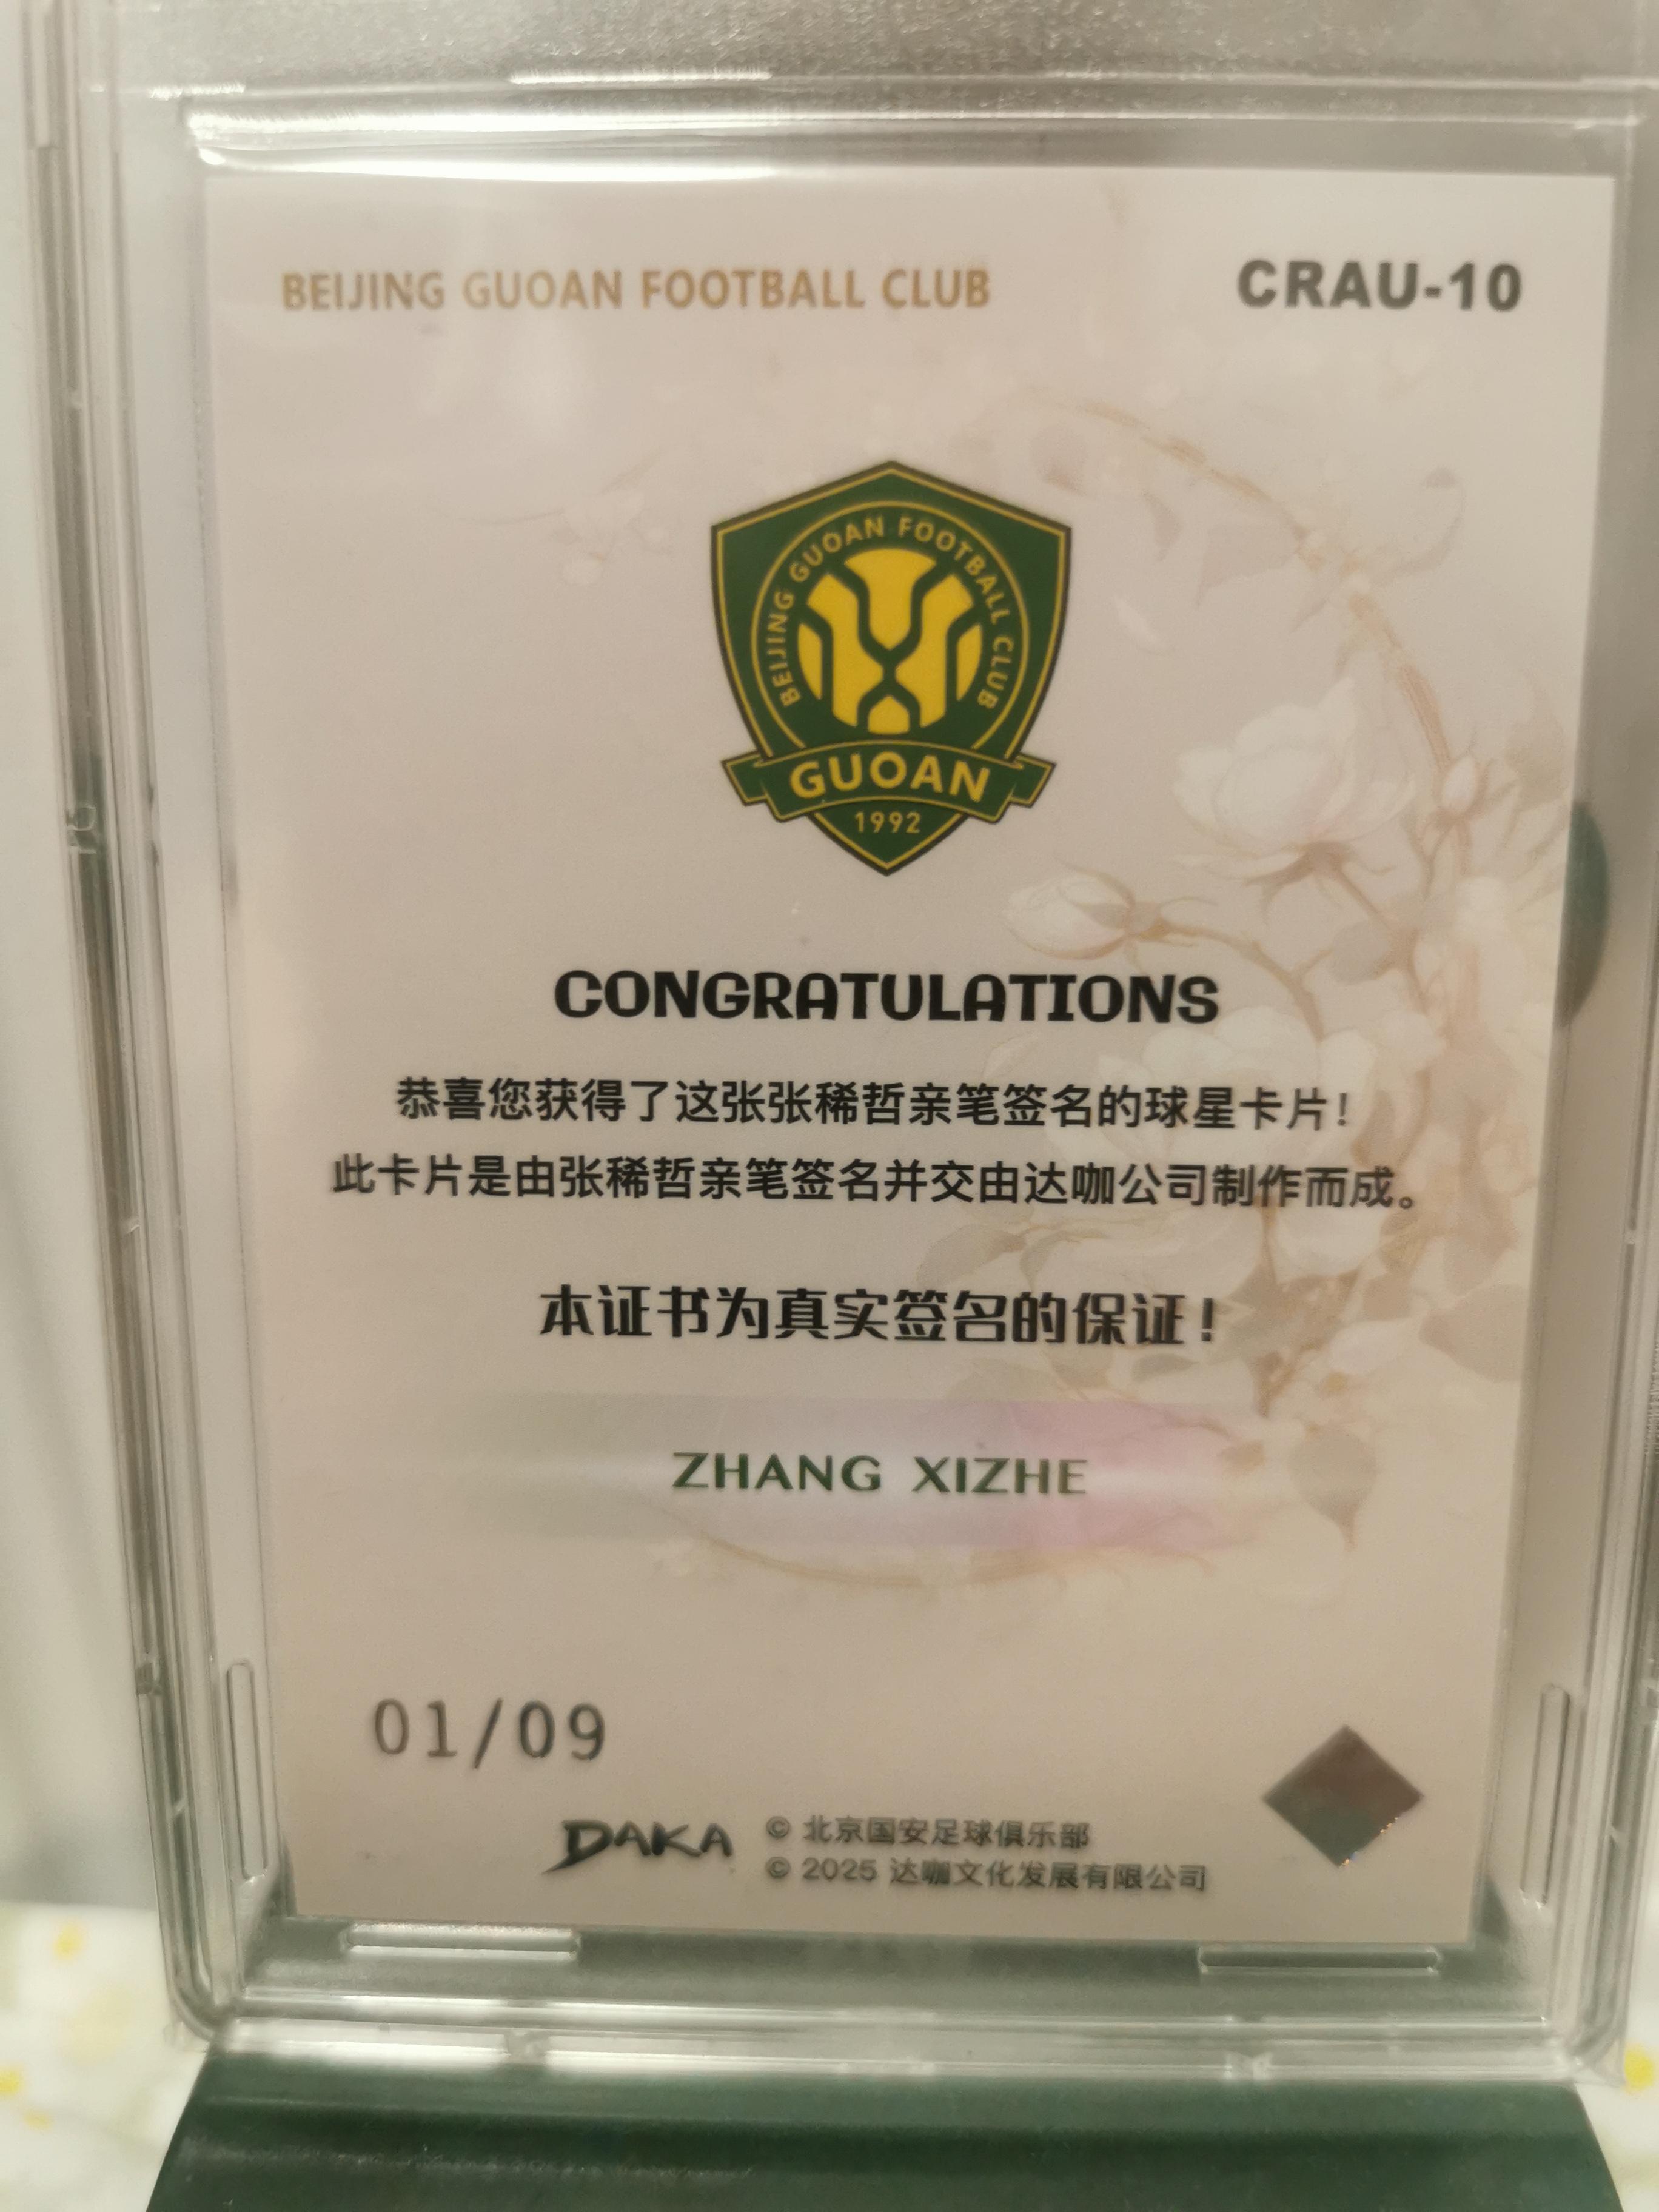 BEIJING GUOAN FOOTBALL CLUB
CRAU-10
BEIJING GUOAN FOOTBALL CLUB
GUOAN
1992
CONGRATULATIONS
恭喜您获得了这张张稀哲亲笔签名的球星卡片!
此卡片是由张稀哲亲笔签名并交由达咖公司制作而成。
本证书为真实签名的保证!
ZHANG XIZHE
01/09
DAKA
© 北京国安足球俱乐部
© 2025 达咖文化发展有限公司